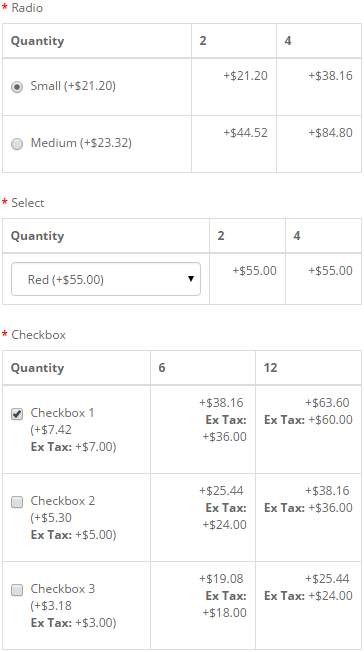 * Radio
Quantity 2 4
Small (+$21.20) +$21.20 +$38.16
Medium (+$23.32) +$44.52 +$84.80
* Select
Quantity 2 4
Red (+$55.00) +$55.00 +$55.00
* Checkbox
Quantity 6 12
Checkbox 1 +$38.16 +$63.60
(+$7.42 Ex Tax: Ex Tax: +$60.00
Ex Tax: +$7.00) +$36.00
Checkbox 2 +$25.44 +$38.16
(+$5.30 Ex Tax: Ex Tax: +$36.00
Ex Tax: +$5.00) +$24.00
Checkbox 3 +$19.08 +$25.44
(+$3.18 Ex Tax: Ex Tax: +$24.00
Ex Tax: +$3.00) +$18.00